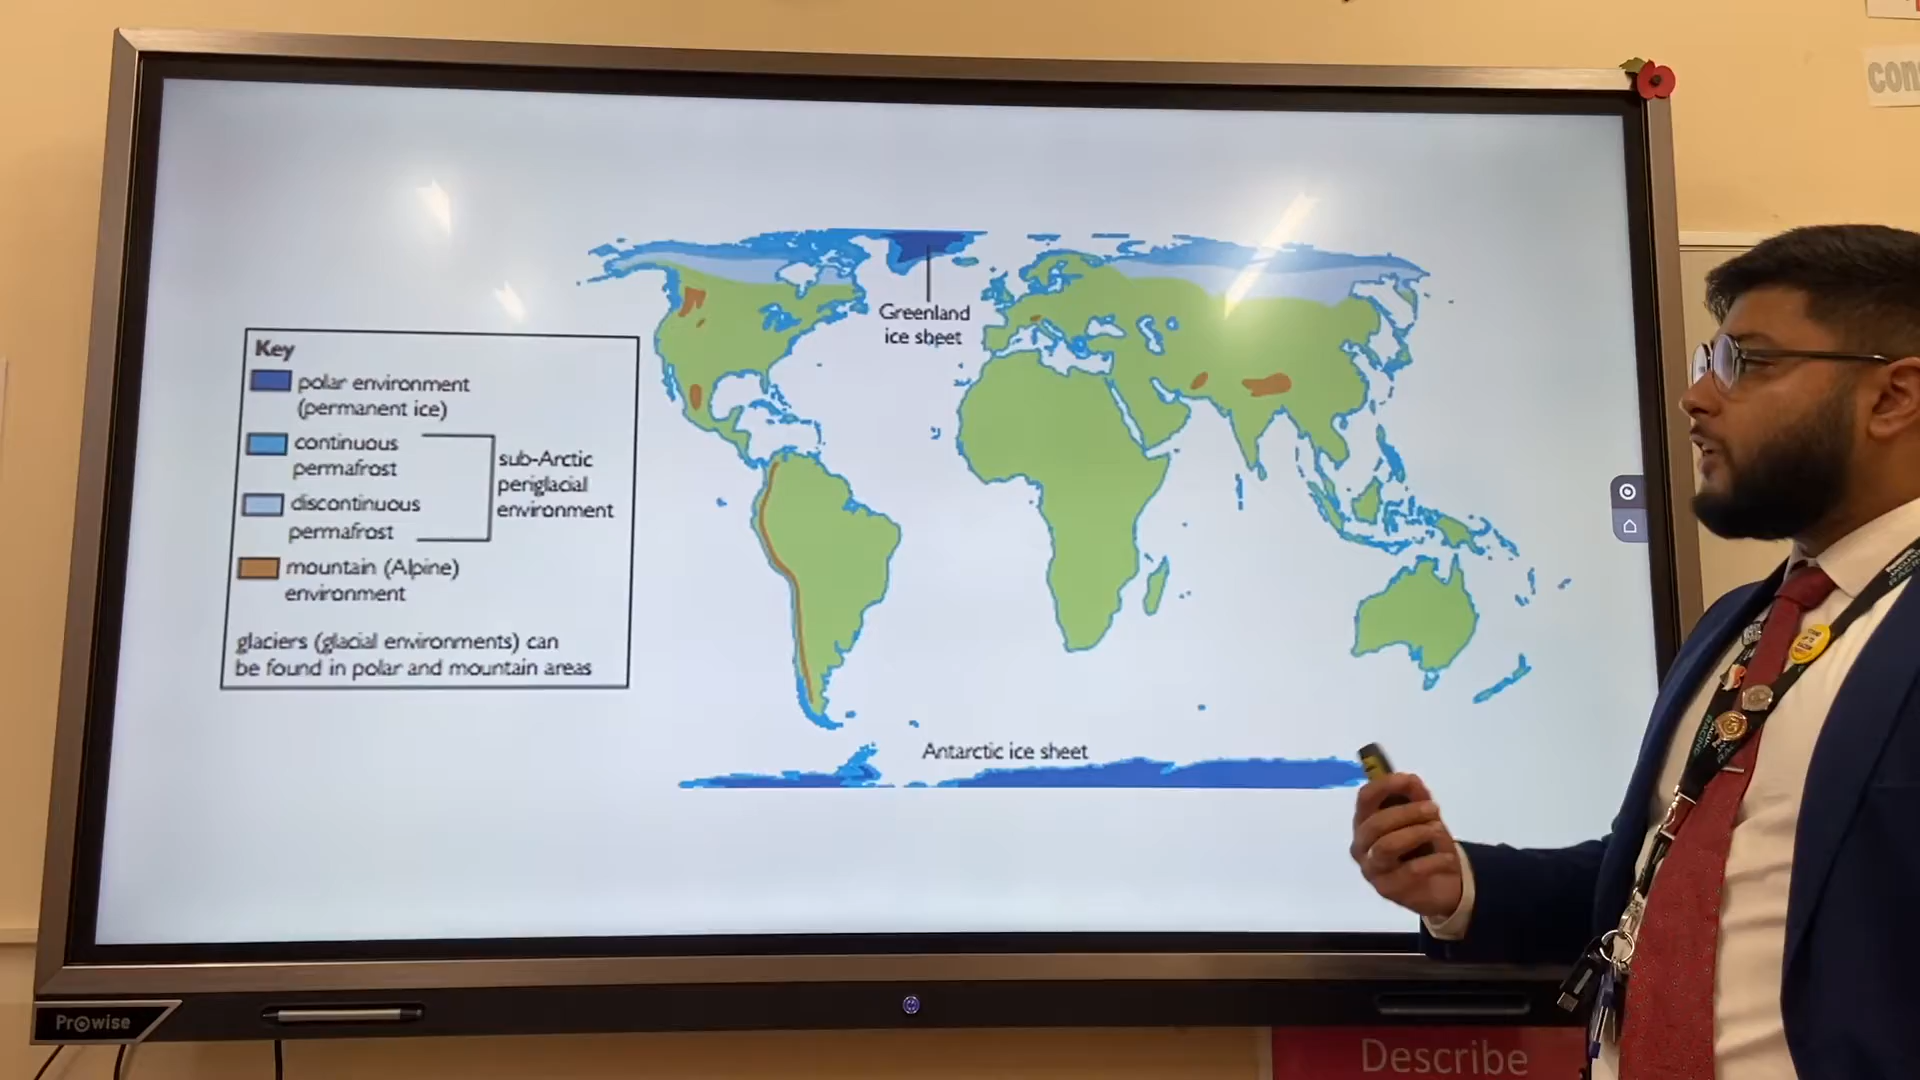 CON
Greenland
ice sheet
Key
polar environment
(permanent ice)
continuous
permafrost
sub-Arctic
periglacial
environment
discontinuous
permafrost
mountain (Alpine)
environment
glaciers (glacial environments) can
be found in polar and mountain areas
Antarctic ice sheet
Prowise
Describe